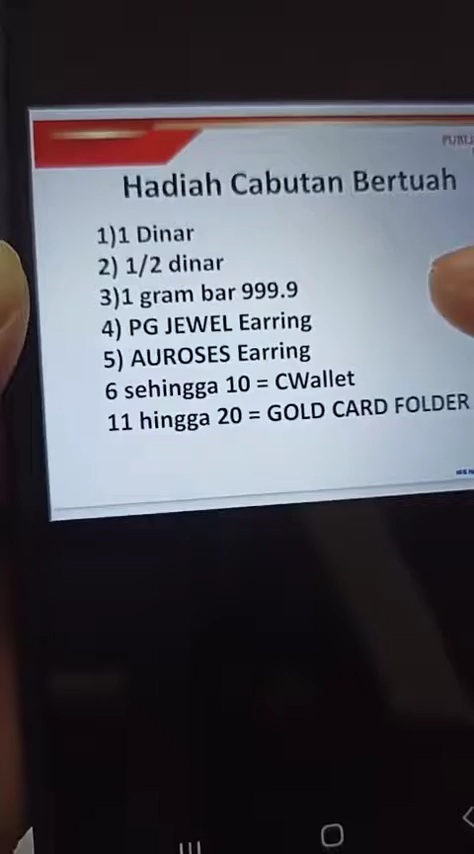 PUBLI
Hadiah Cabutan Bertuah
1)1 Dinar
2) 1/2 dinar
3)1 gram bar 999.9
4) PG JEWEL Earring
5) AUROSES Earring
6 sehingga 10 = CWallet
11 hingga 20 = GOLD CARD FOLDER